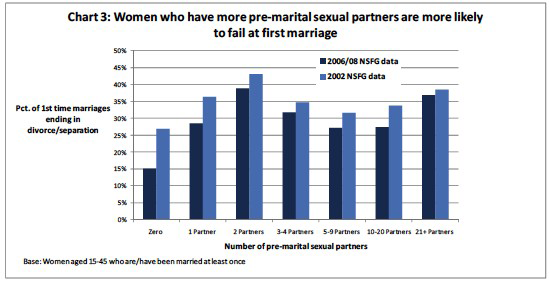 Chart 3: Women who have more pre-marital sexual partners are more likely
to fail at first marriage
50%
45%
40%
35%
30%
25%
20%
15%
10%
5%
0%
Pct. of 1st time marriages
ending in
divorce/separation
2006/08 NSFG data
2002 NSFG data
Zero
1 Partner
2 Partners
3-4 Partners
5-9 Partners
10-20 Partners
21+ Partners
Number of pre-marital sexual partners
Base: Women aged 15-45 who are/have been married at least once